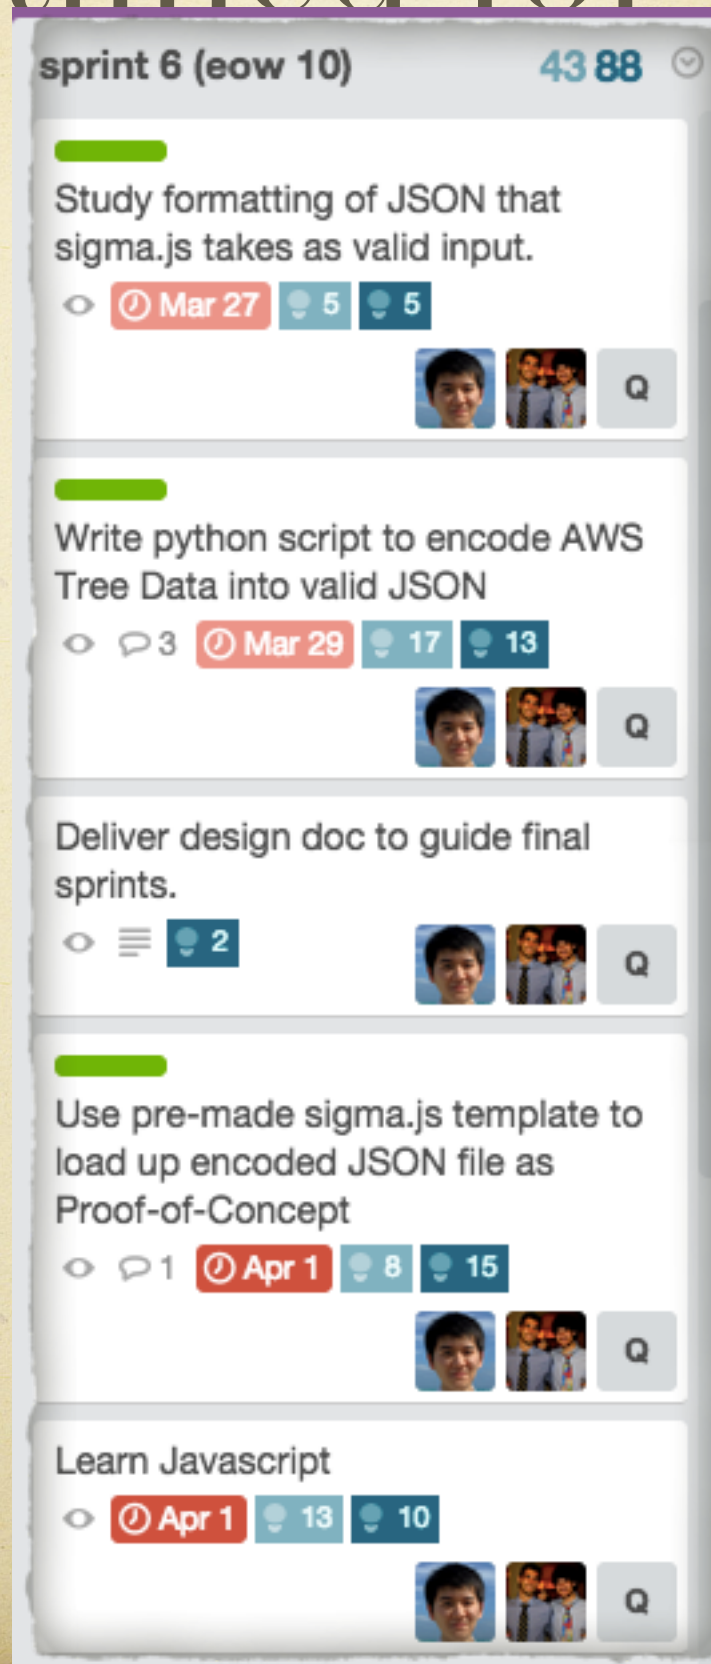 sprint 6 (eow 10) 43 88
Study formatting of JSON that
sigma.js takes as valid input.
Mar 27 5 5
Q
Write python script to encode AWS
Tree Data into valid JSON
3 Mar 29 17 13
Q
Deliver design doc to guide final
sprints.
2
Q
Use pre-made sigma.js template to
load up encoded JSON file as
Proof-of-Concept
1 Apr 1 8 15
Q
Learn Javascript
Apr 1 13 10
Q